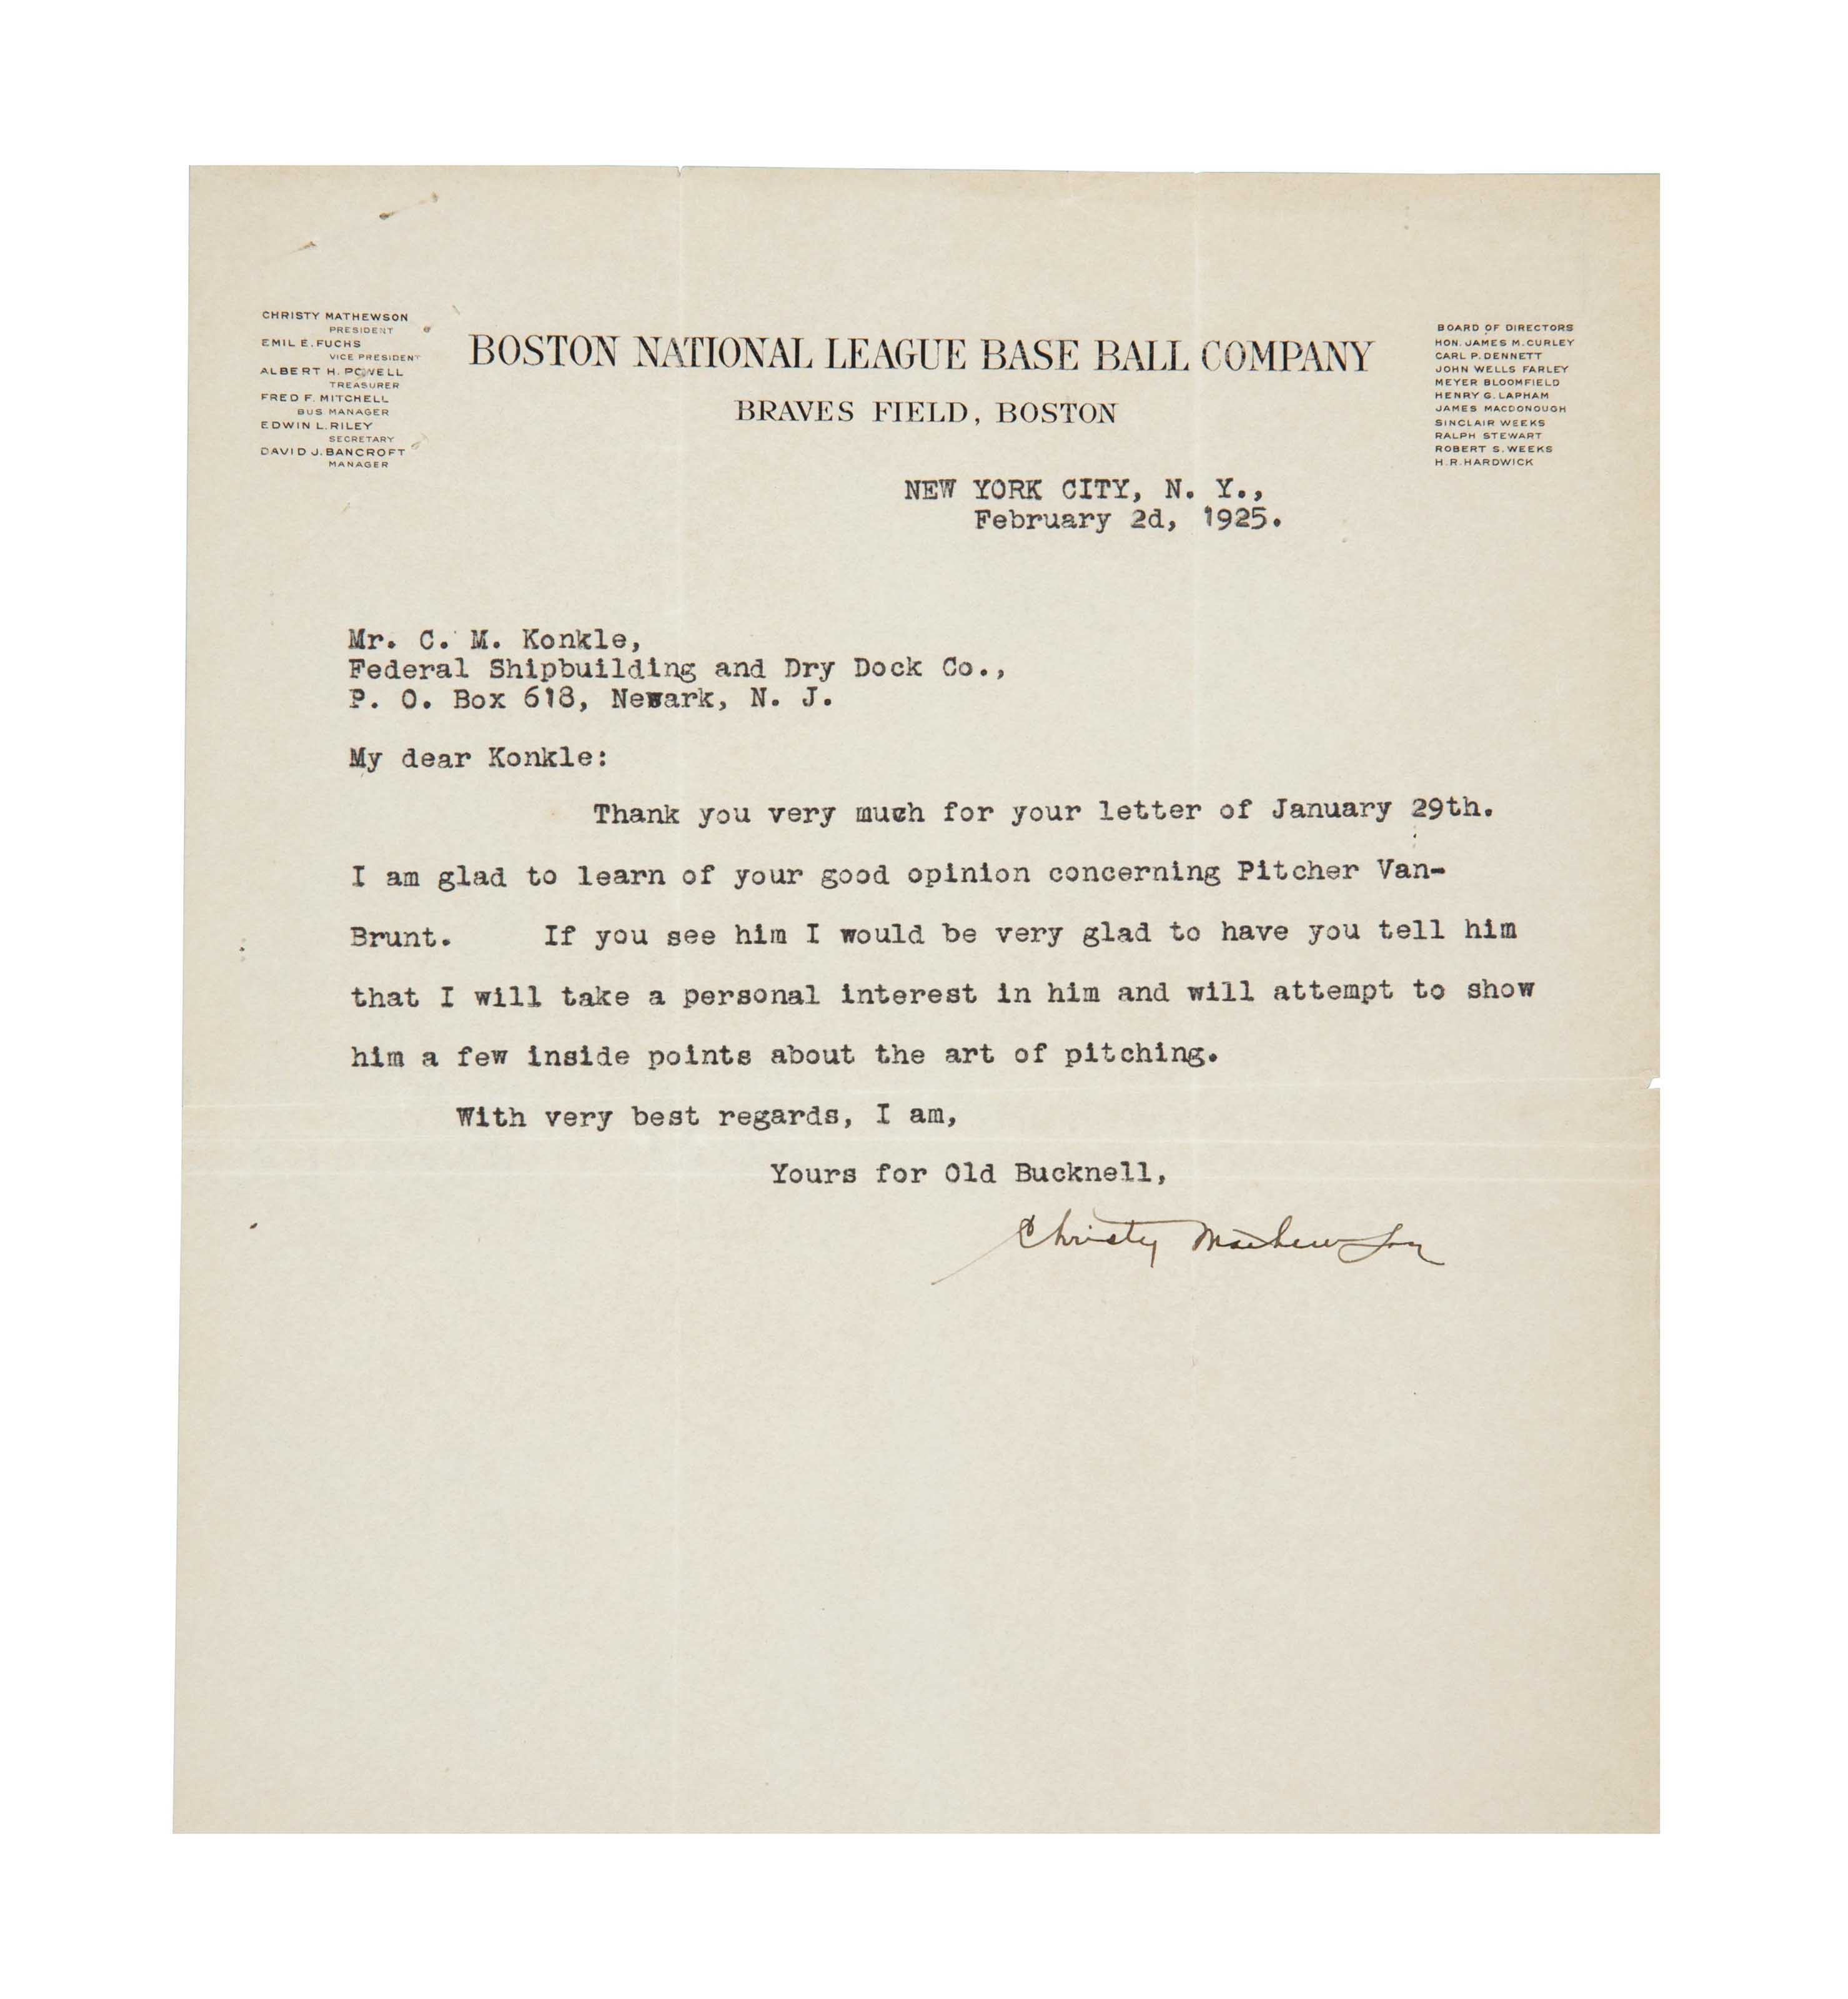 CHRISTY MATHEWSON
PRESIDENT
EMIL E. FUCHS
VICE PRESIDENT
ALBERT H. POWELL
TREASURER
FRED F. MITCHELL
BUS. MANAGER
EDWIN L. RILEY
SECRETARY
DAVID J. BANCROFT
MANAGER
BOSTON NATIONAL LEAGUE BASE BALL COMPANY
BRAVES FIELD, BOSTON
BOARD OF DIRECTORS
HON. JAMES M. CURLEY
CARL P. DENNETT
JOHN WELLS FARLEY
MEYER BLOOMFIELD
HENRY G. LAPHAM
JAMES MACDONOUGH
SINCLAIR WEEKS
RALPH STEWART
ROBERT S. WEEKS
H. R. HARDWICK
NEW YORK CITY, N. Y.,
February 2d, 1925.
Mr. C. M. Konkle,
Federal Shipbuilding and Dry Dock Co.,
P. O. Box 618, Newark, N. J.
My dear Konkle:
Thank you very much for your letter of January 29th.
I am glad to learn of your good opinion concerning Pitcher Van-
Brunt. If you see him I would be very glad to have you tell him
that I will take a personal interest in him and will attempt to show
him a few inside points about the art of pitching.
With very best regards, I am,
Yours for Old Bucknell,
Christy Mathewson